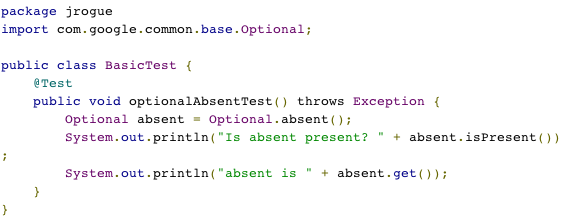 package jrogue
import com.google.common.base.Optional;

public class BasicTest {
    @Test
    public void optionalAbsentTest() throws Exception {
        Optional absent = Optional.absent();
        System.out.println("Is absent present? " + absent.isPresent())
;
        System.out.println("absent is " + absent.get());
    }
}